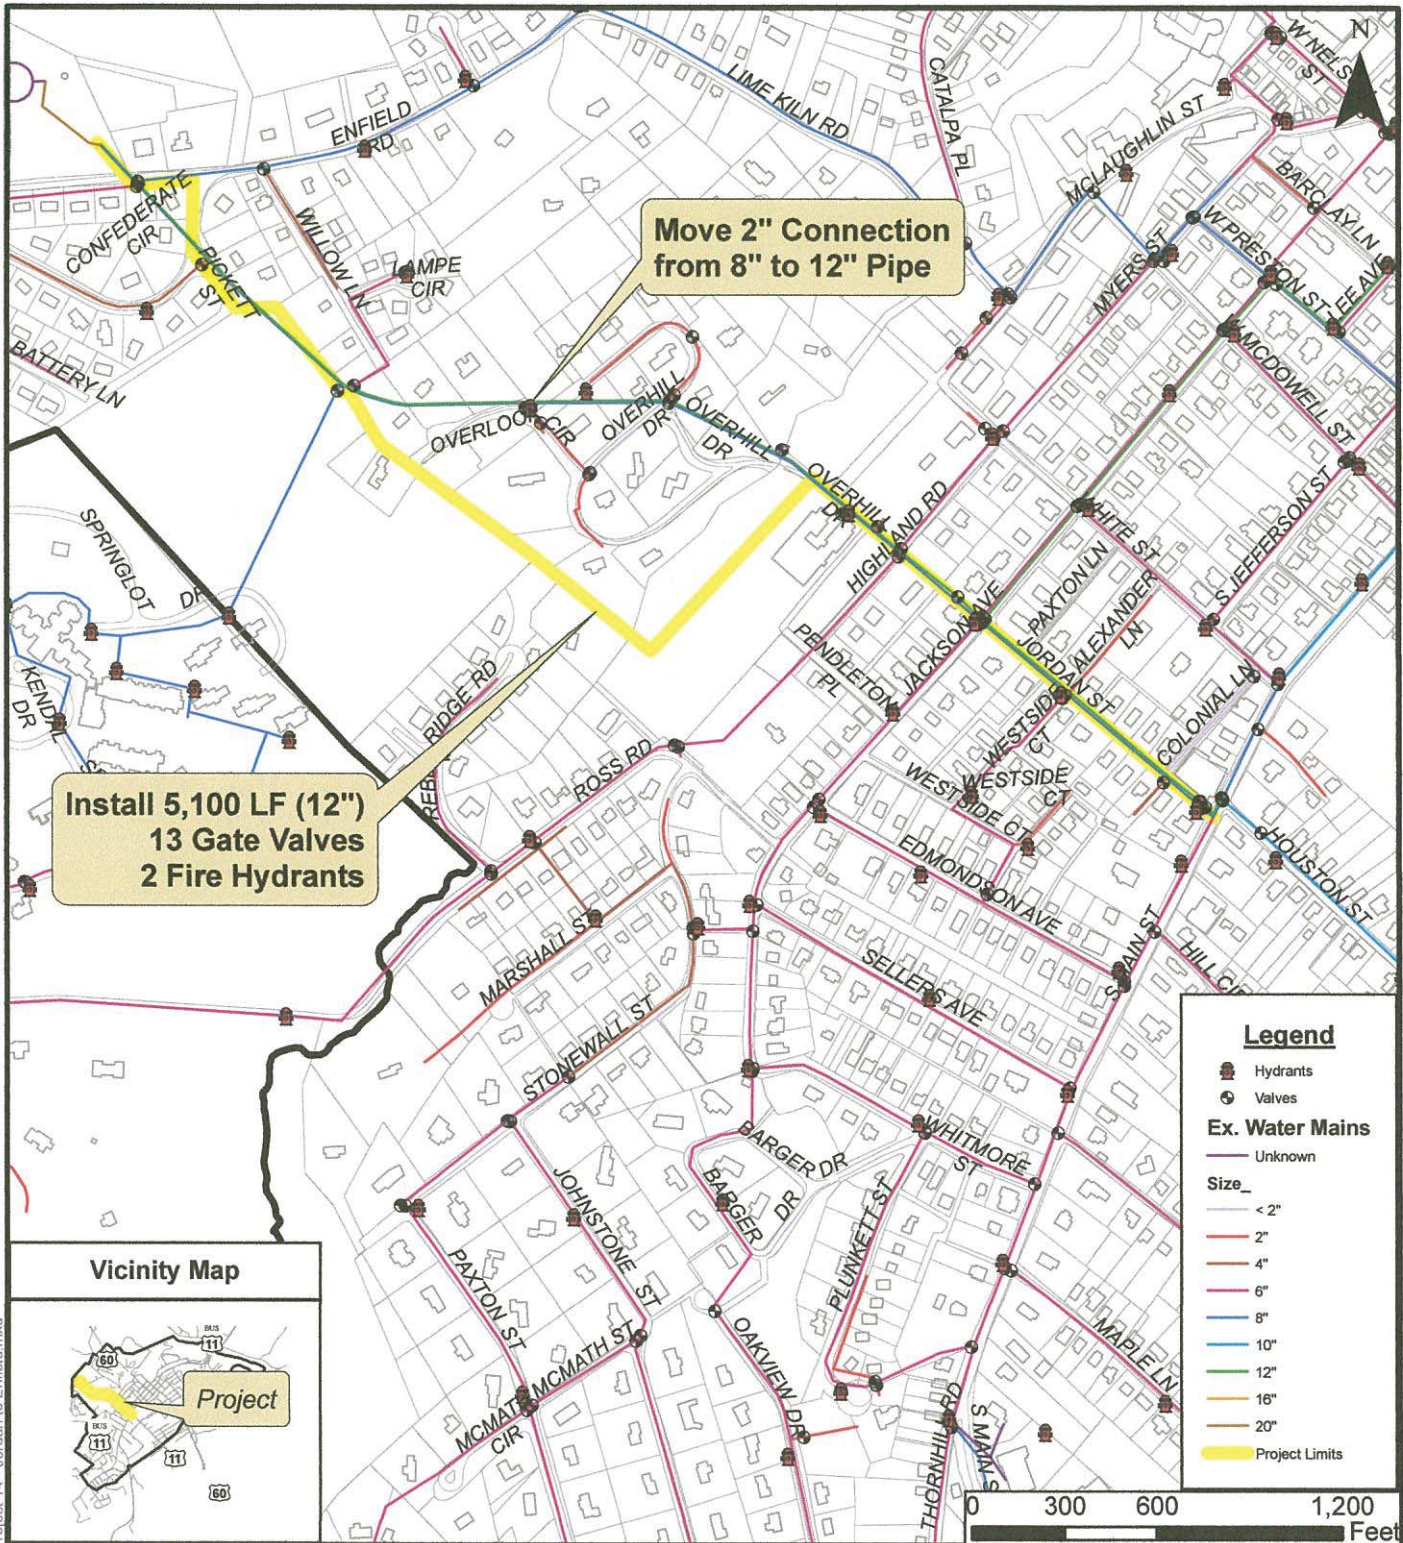 N
W NELS
ST
ENFIELD
RD
LIME KILN RD
CATALPA PL
MCLAUGHLIN ST
BARCLAY LN
CONFEDERATE
CIR
PICKETT
ST
WILLOW LN
LAMPE
CIR
BATTERY LN
Move 2" Connection
from 8" to 12" Pipe
MYERS ST
W PRESTON ST
LEE AVE
W MCDOWELL ST
OVERLOOK CIR
OVERHILL
DR
OVERHILL
DR
OVERHILL
DR
HIGHLAND RD
WHITE ST
S JEFFERSON ST
SPRINGLOT
DR
PAXTON LN
ALEXANDER
LN
PENDLETON
PL
JACKSON AVE
JORDAN ST
COLONIAL LN
KENDAL
DR
RIDGE RD
ROSS RD
WESTSIDE
CT
WESTSIDE
CT
WESTSIDE CT
Install 5,100 LF (12")
13 Gate Valves
2 Fire Hydrants
EDMONDSON AVE
HOUSTON ST
MARSHALL ST
SELLERS AVE
S MAIN ST
HILL CIR
STONEWALL ST
BARGER DR
BARGER
DR
WHITMORE
ST
JOHNSTONE ST
PLUNKETT ST
PAXTON ST
MCMATH ST
MCMATH
CIR
OAKVIEW DR
MAPLE LN
THORNHILL RD
S MAIN S
Legend
Hydrants
Valves
Ex. Water Mains
Unknown
Size_
< 2"
2"
4"
6"
8"
10"
12"
16"
20"
Project Limits
Vicinity Map
60
BUS
11
Project
BUS
11
11
60
0 300 600 1,200
Feet